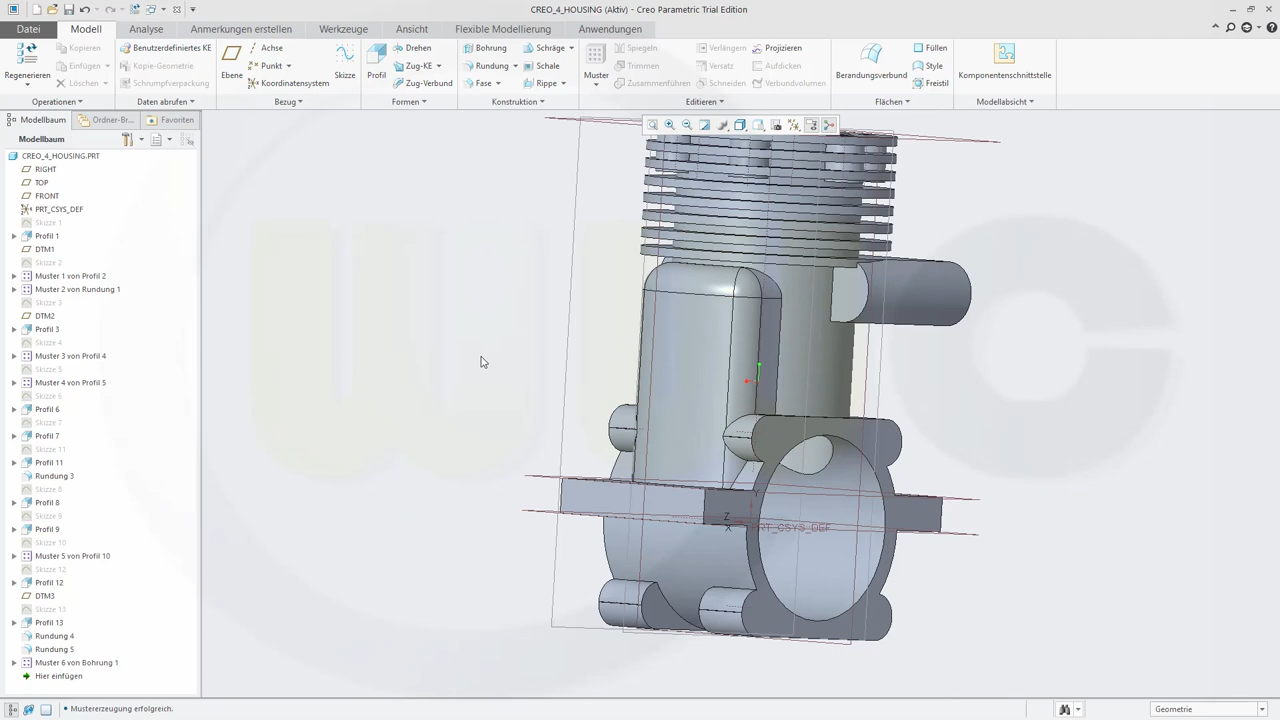 CREO_4_HOUSING (Aktiv) - Creo Parametric Trial Edition
Datei Modell Analyse Anmerkungen erstellen Werkzeuge Ansicht Flexible Modellierung Anwendungen
Regenerieren
Kopieren
Einfügen
Löschen
Operationen
Benutzerdefiniertes KE
Kopie-Geometrie
Schrumpfverpackung
Daten abrufen
Ebene
Achse
Punkt
Koordinatensystem
Skizze
Bezug
Profil
Drehen
Zug-KE
Zug-Verbund
Formen
Bohrung
Rundung
Fase
Schräge
Schale
Rippe
Konstruktion
Muster
Spiegeln
Trimmen
Zusammenführen
Verlängern
Versatz
Schneiden
Projizieren
Aufdicken
Verbundvolumen
Editieren
Berandungsverbund
Füllen
Style
Freistil
Flächen
Komponentenschnittstelle
Modellabsicht
Modellbaum
Ordner-Br...
Favoriten
Modellbaum
CREO_4_HOUSING.PRT
RIGHT
TOP
FRONT
PRT_CSYS_DEF
Skizze 1
Profil 1
DTM1
Skizze 2
Muster 1 von Profil 2
Muster 2 von Rundung 1
Skizze 3
DTM2
Profil 3
Skizze 4
Muster 3 von Profil 4
Skizze 5
Muster 4 von Profil 5
Skizze 6
Profil 6
Skizze 7
Profil 7
Skizze 11
Profil 11
Rundung 3
Skizze 8
Profil 8
Skizze 9
Profil 9
Skizze 10
Muster 5 von Profil 10
Skizze 12
Profil 12
DTM3
Skizze 13
Profil 13
Rundung 4
Rundung 5
Muster 6 von Bohrung 1
Hier einfügen
Y
Z
X
PRT_CSYS_DEF
Mustererzeugung erfolgreich.
Geometrie